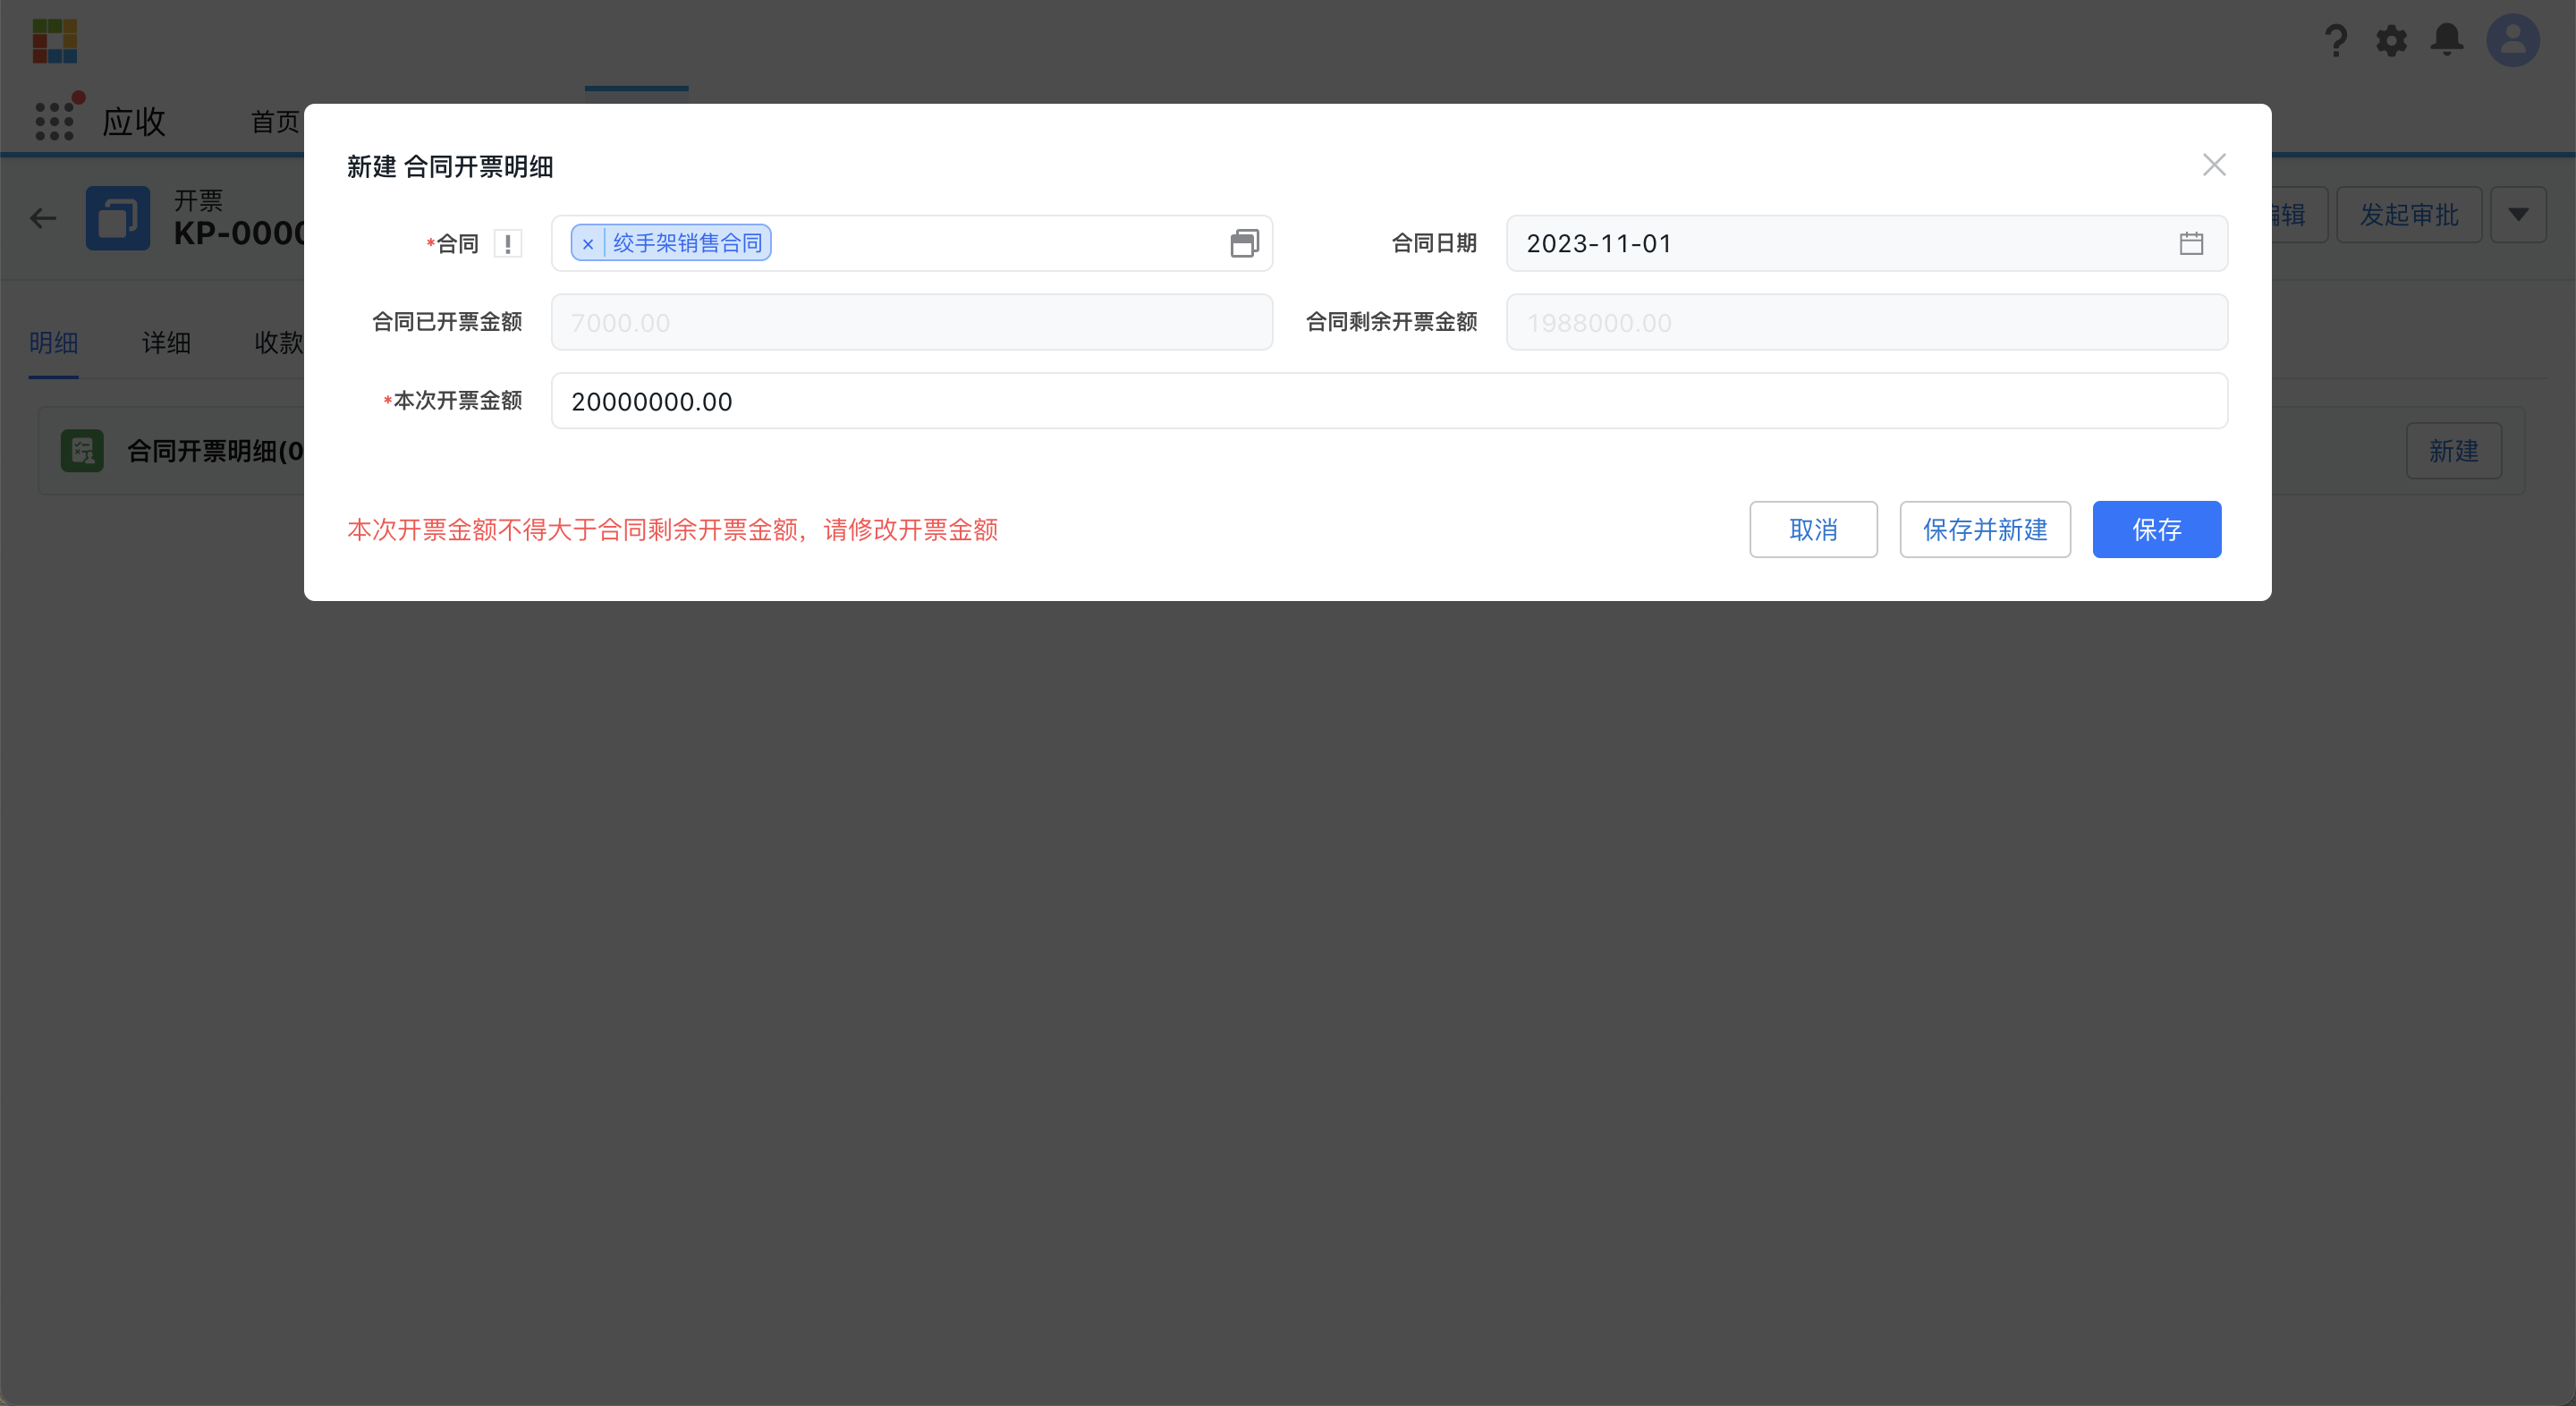 应收
首页
开票
KP-0000
编辑
发起审批
明细
详细
收款
合同开票明细(0
新建
新建 合同开票明细
*合同
绞手架销售合同
合同日期
2023-11-01
合同已开票金额
7000.00
合同剩余开票金额
1988000.00
*本次开票金额
20000000.00
本次开票金额不得大于合同剩余开票金额，请修改开票金额
取消
保存并新建
保存